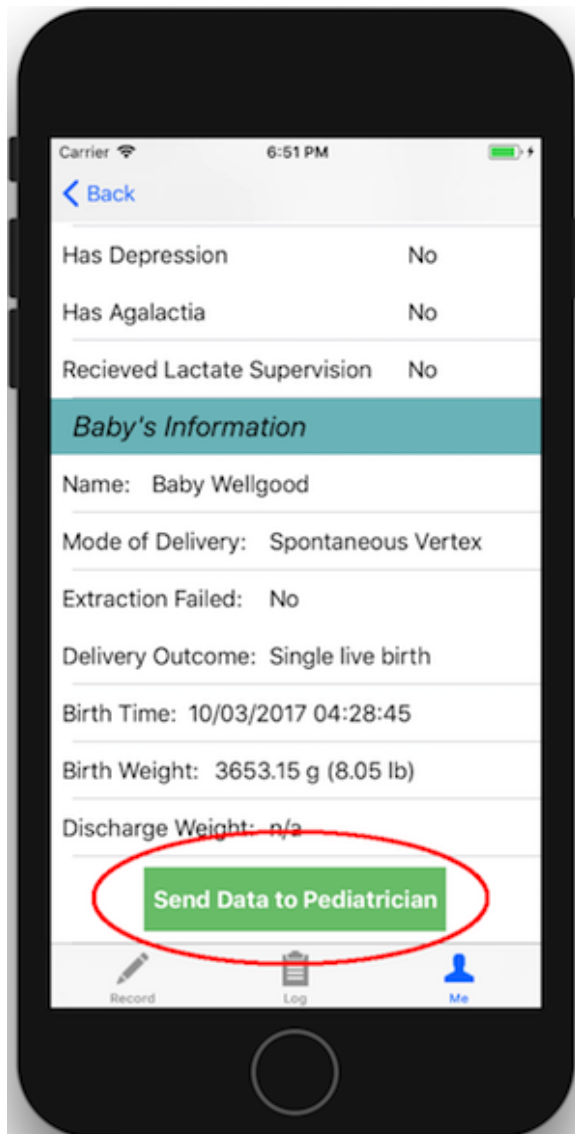 Carrier 6:51 PM
Back
Has Depression No
Has Agalactia No
Recieved Lactate Supervision No
Baby's Information
Name: Baby Wellgood
Mode of Delivery: Spontaneous Vertex
Extraction Failed: No
Delivery Outcome: Single live birth
Birth Time: 10/03/2017 04:28:45
Birth Weight: 3653.15 g (8.05 lb)
Discharge Weight: n/a
Send Data to Pediatrician
Record Log Me